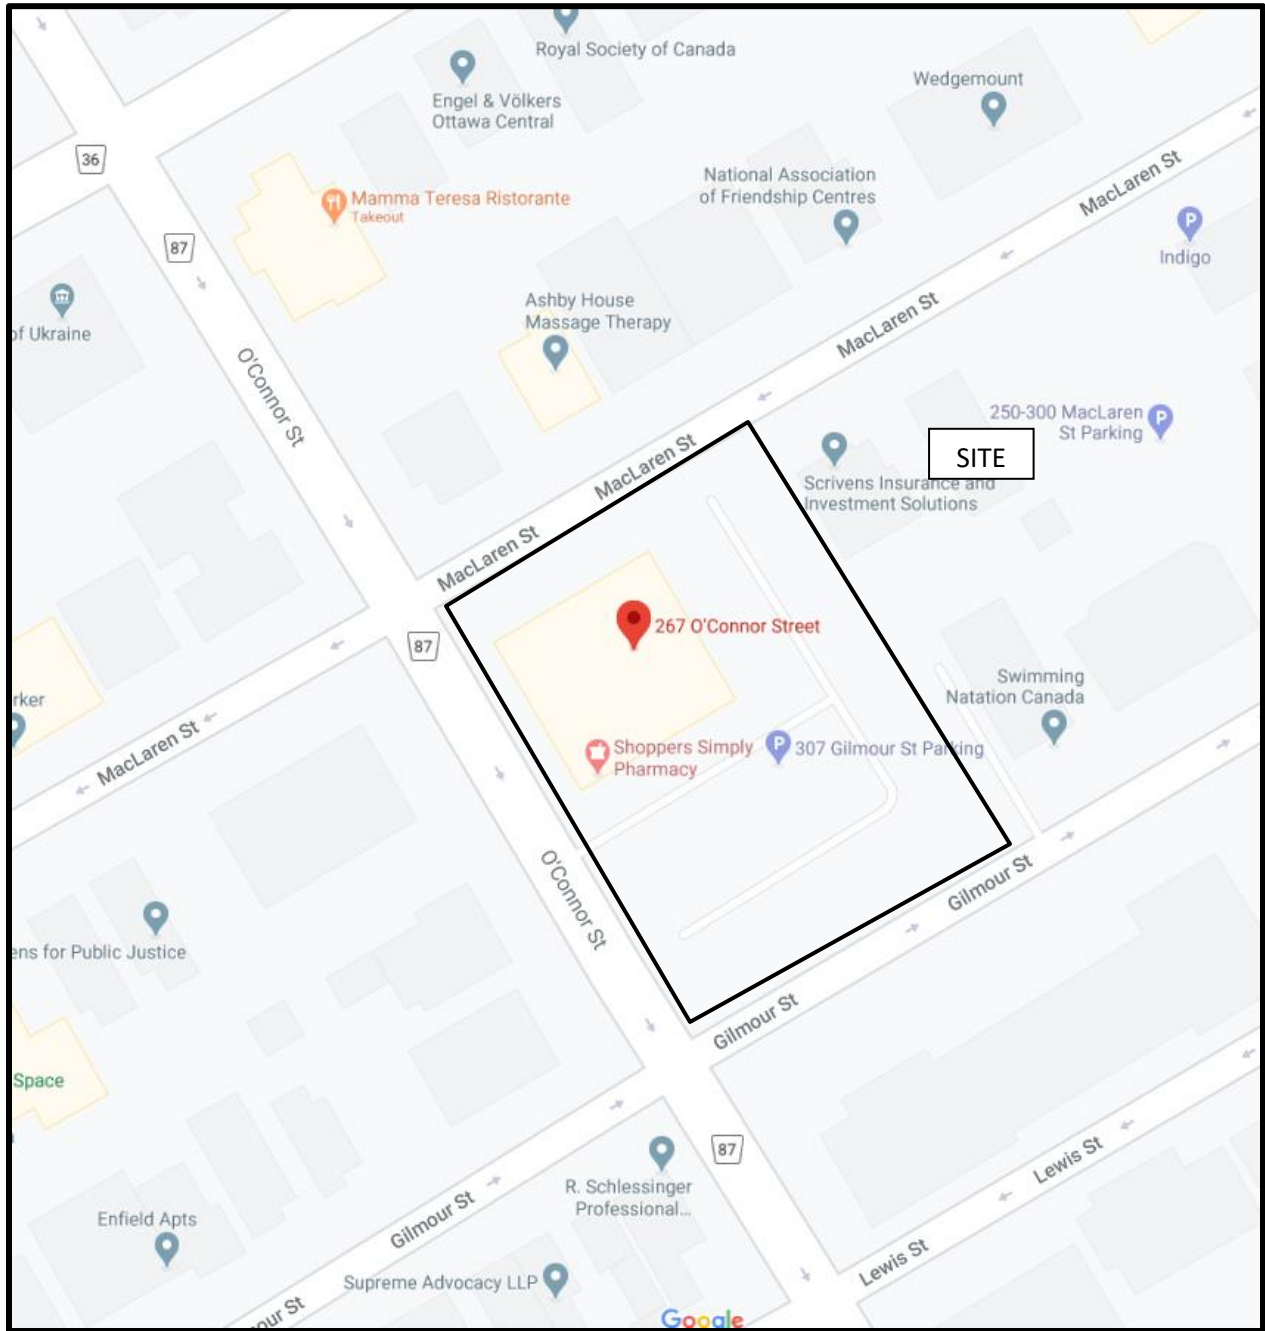 Royal Society of Canada
Engel & Völkers
Ottawa Central
Wedgemount
36
Mamma Teresa Ristorante
Takeout
National Association
of Friendship Centres
MacLaren St
87
Indigo
of Ukraine
Ashby House
Massage Therapy
MacLaren St
O'Connor St
250-300 MacLaren
St Parking
MacLaren St
SITE
Scrivens Insurance and
Investment Solutions
MacLaren St
267 O'Connor Street
87
Swimming
Natation Canada
rker
MacLaren St
Shoppers Simply
Pharmacy
307 Gilmour St Parking
O'Connor St
Gilmour St
ens for Public Justice
Gilmour St
Space
87
Lewis St
R. Schlessinger
Professional...
Enfield Apts
Gilmour St
Lewis St
Supreme Advocacy LLP
our St
Google